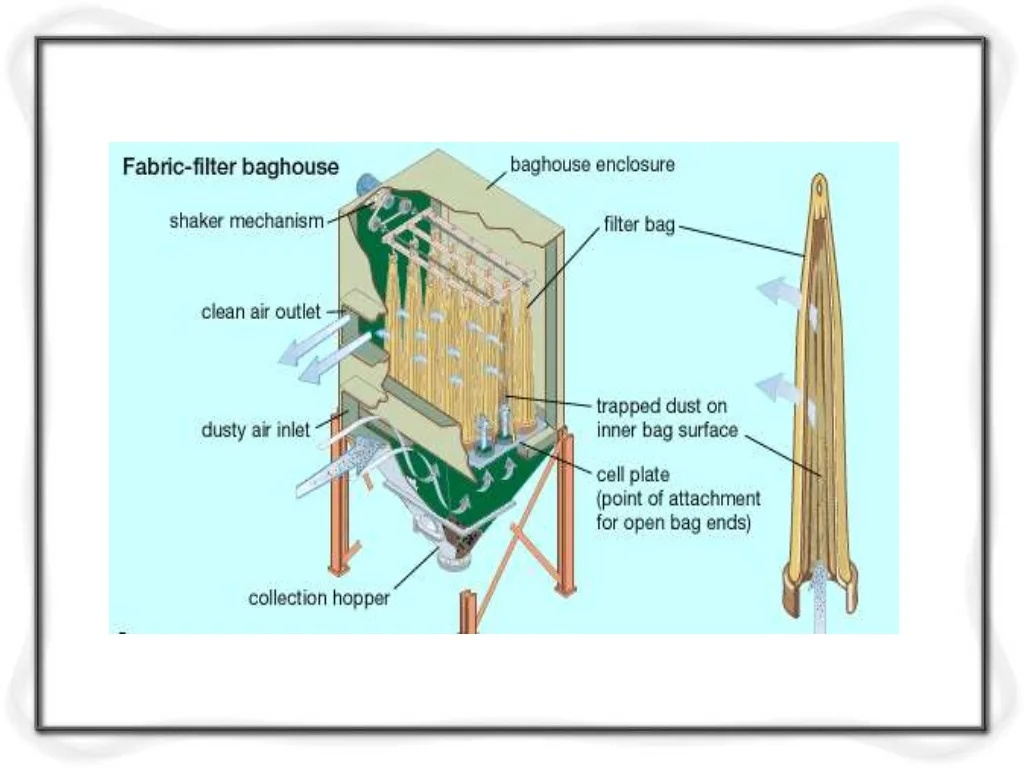 Fabric-filter baghouse
baghouse enclosure
shaker mechanism
filter bag
clean air outlet
trapped dust on
inner bag surface
dusty air inlet
cell plate
(point of attachment
for open bag ends)
collection hopper